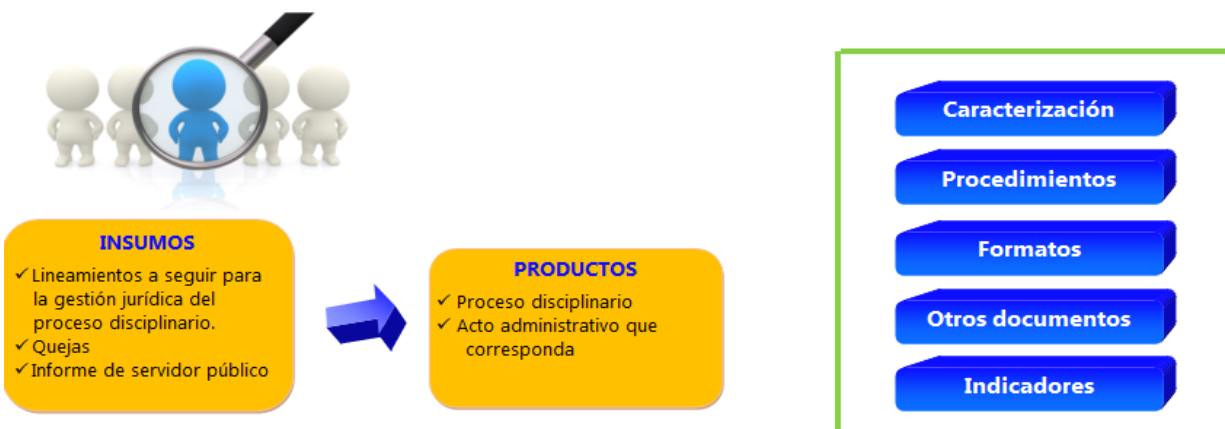 INSUMOS
✓Lineamientos a seguir para
la gestión jurídica del
proceso disciplinario.
✓Quejas
✓Informe de servidor público
PRODUCTOS
✓ Proceso disciplinario
✓ Acto administrativo que
corresponda
Caracterización
Procedimientos
Formatos
Otros documentos
Indicadores